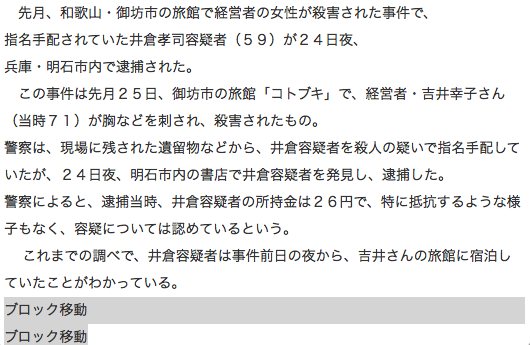 先月、和歌山・御坊市の旅館で経営者の女性が殺害された事件で、
指名手配されていた井倉孝司容疑者（５９）が２４日夜、
兵庫・明石市内で逮捕された。
　この事件は先月２５日、御坊市の旅館「コトブキ」で、経営者・吉井幸子さん
（当時７１）が胸などを刺され、殺害されたもの。
警察は、現場に残された遺留物などから、井倉容疑者を殺人の疑いで指名手配して
いたが、２４日夜、明石市内の書店で井倉容疑者を発見し、逮捕した。
警察によると、逮捕当時、井倉容疑者の所持金は２６円で、特に抵抗するような様
子もなく、容疑については認めているという。
　これまでの調べで、井倉容疑者は事件前日の夜から、吉井さんの旅館に宿泊し
ていたことがわかっている。
ブロック移動
ブロック移動